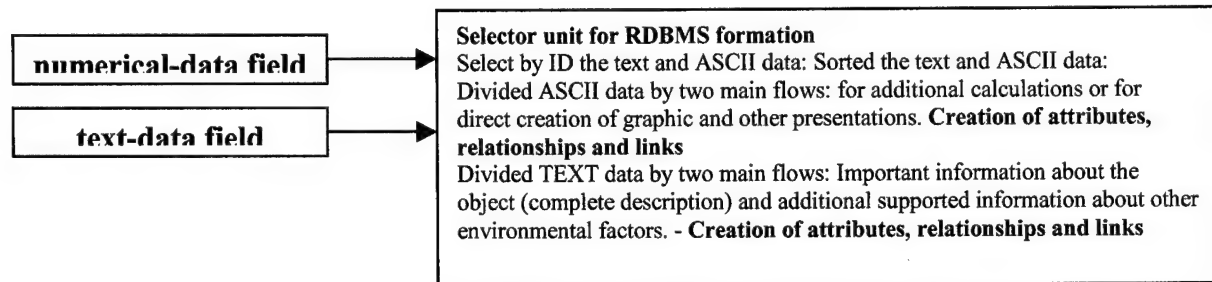 numerical-data field
text-data field
Selector unit for RDBMS formation
Select by ID the text and ASCII data: Sorted the text and ASCII data:
Divided ASCII data by two main flows: for additional calculations or for
direct creation of graphic and other presentations. Creation of attributes,
relationships and links
Divided TEXT data by two main flows: Important information about the
object (complete description) and additional supported information about other
environmental factors. - Creation of attributes, relationships and links